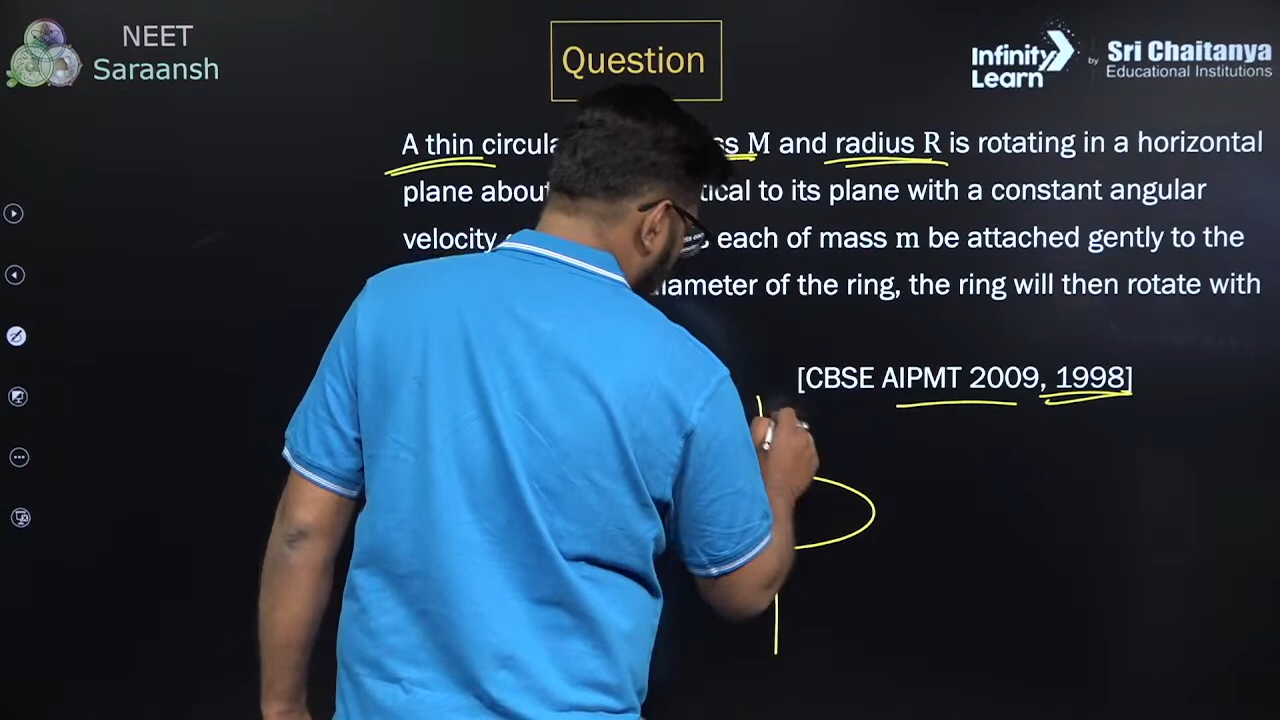 NEET
Saraansh
Question
Infinity
Learn
by
Sri Chaitanya
Educational Institutions
A thin circula ss M and radius R is rotating in a horizontal
plane about tical to its plane with a constant angular
velocity each of mass m be attached gently to the
diameter of the ring, the ring will then rotate with
[CBSE AIPMT 2009, 1998]